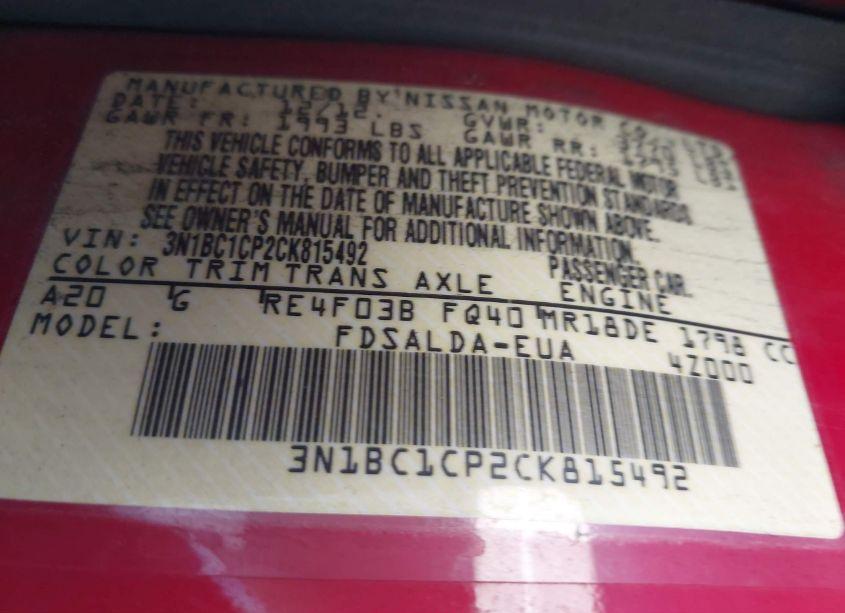 MANUFACTURED BY NISSAN MOTOR CO.
DATE: 12/12 GVWR:
GAWR FR: 1993 LBS GAWR RR:
THIS VEHICLE CONFORMS TO ALL APPLICABLE FEDERAL MOTOR
VEHICLE SAFETY, BUMPER AND THEFT PREVENTION STANDARDS
IN EFFECT ON THE DATE OF MANUFACTURE SHOWN ABOVE.
SEE OWNER'S MANUAL FOR ADDITIONAL INFORMATION.
VIN: 3N1BC1CP2CK815492 PASSENGER CAR.
COLOR TRIM TRANS AXLE ENGINE
A20 G RE4F03B FQ40 MR18DE 1798 CC
MODEL: FDSALDA-EUA 4Z000
3N1BC1CP2CK815492